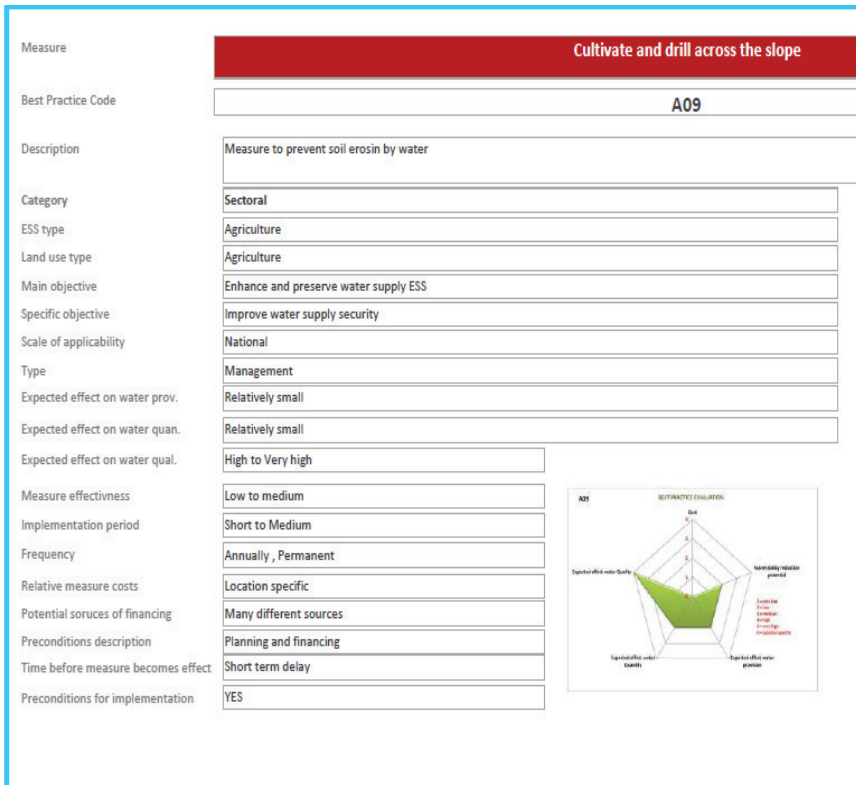 Measure
Cultivate and drill across the slope
Best Practice Code
A09
Description
Measure to prevent soil erosin by water
Category
Sectoral
ESS type
Agriculture
Land use type
Agriculture
Main objective
Enhance and preserve water supply ESS
Specific objective
Improve water supply security
Scale of applicability
National
Type
Management
Expected effect on water prov.
Relatively small
Expected effect on water quan.
Relatively small
Expected effect on water qual.
High to Very high
Measure effectivness
Low to medium
Implementation period
Short to Medium
Frequency
Annually , Permanent
Relative measure costs
Location specific
Potential soruces of financing
Many different sources
Preconditions description
Planning and financing
Time before measure becomes effect
Short term delay
Preconditions for implementation
YES
A09
BEST PRACTICE EVALUATION
Cost
4
3
2
1
Vulnerability reduction
potential
Expected effect water Quality
Expected effect water
Quantity
Expected effect water
provision